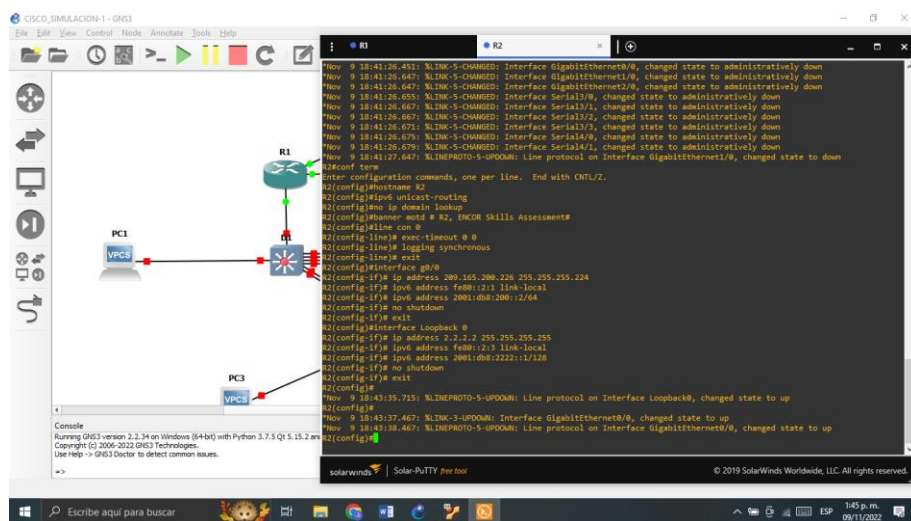 CISCO_SIMULACION-1 - GNS3
File Edit View Control Node Annotate Tools Help
R1
R2
*Nov 9 18:41:26.451: %LINK-5-CHANGED: Interface GigabitEthernet0/0, changed state to administratively down
*Nov 9 18:41:26.647: %LINK-5-CHANGED: Interface GigabitEthernet1/0, changed state to administratively down
*Nov 9 18:41:26.647: %LINK-5-CHANGED: Interface GigabitEthernet2/0, changed state to administratively down
*Nov 9 18:41:26.655: %LINK-5-CHANGED: Interface Serial3/0, changed state to administratively down
*Nov 9 18:41:26.667: %LINK-5-CHANGED: Interface Serial3/1, changed state to administratively down
*Nov 9 18:41:26.667: %LINK-5-CHANGED: Interface Serial3/2, changed state to administratively down
*Nov 9 18:41:26.671: %LINK-5-CHANGED: Interface Serial3/3, changed state to administratively down
*Nov 9 18:41:26.675: %LINK-5-CHANGED: Interface Serial4/0, changed state to administratively down
*Nov 9 18:41:26.679: %LINK-5-CHANGED: Interface Serial4/1, changed state to administratively down
*Nov 9 18:41:27.647: %LINEPROTO-5-UPDOWN: Line protocol on Interface GigabitEthernet1/0, changed state to down
R2#conf term
Enter configuration commands, one per line. End with CNTL/Z.
R2(config)#hostname R2
R2(config)#ipv6 unicast-routing
R2(config)#no ip domain lookup
R2(config)#banner motd # R2, ENCOR Skills Assessment#
R2(config)#line con 0
R2(config-line)# exec-timeout 0 0
R2(config-line)# logging synchronous
R2(config-line)# exit
R2(config)#interface g0/0
R2(config-if)# ip address 209.165.200.226 255.255.255.224
R2(config-if)# ipv6 address fe80::2:1 link-local
R2(config-if)# ipv6 address 2001:db8:200::2/64
R2(config-if)# no shutdown
R2(config-if)# exit
R2(config)#interface Loopback 0
R2(config-if)# ip address 2.2.2.2 255.255.255.255
R2(config-if)# ipv6 address fe80::2:3 link-local
R2(config-if)# ipv6 address 2001:db8:2222::1/128
R2(config-if)# no shutdown
R2(config-if)# exit
R2(config)#
*Nov 9 18:43:35.715: %LINEPROTO-5-UPDOWN: Line protocol on Interface Loopback0, changed state to up
R2(config)#
*Nov 9 18:43:37.467: %LINK-3-UPDOWN: Interface GigabitEthernet0/0, changed state to up
*Nov 9 18:43:38.467: %LINEPROTO-5-UPDOWN: Line protocol on Interface GigabitEthernet0/0, changed state to up
R2(config)#
R1
PC1
VPCS
PC3
VPCS
Console
Running GNS3 version 2.2.34 on Windows (64-bit) with Python 3.7.5 Qt 5.15.2 and
Copyright (c) 2006-2022 GNS3 Technologies.
Use Help -> GNS3 Doctor to detect common issues.
=>
solarwinds Solar-PuTTY free tool
© 2019 SolarWinds Worldwide, LLC. All rights reserved.
Escribe aquí para buscar
ESP
1:45 p. m.
09/11/2022